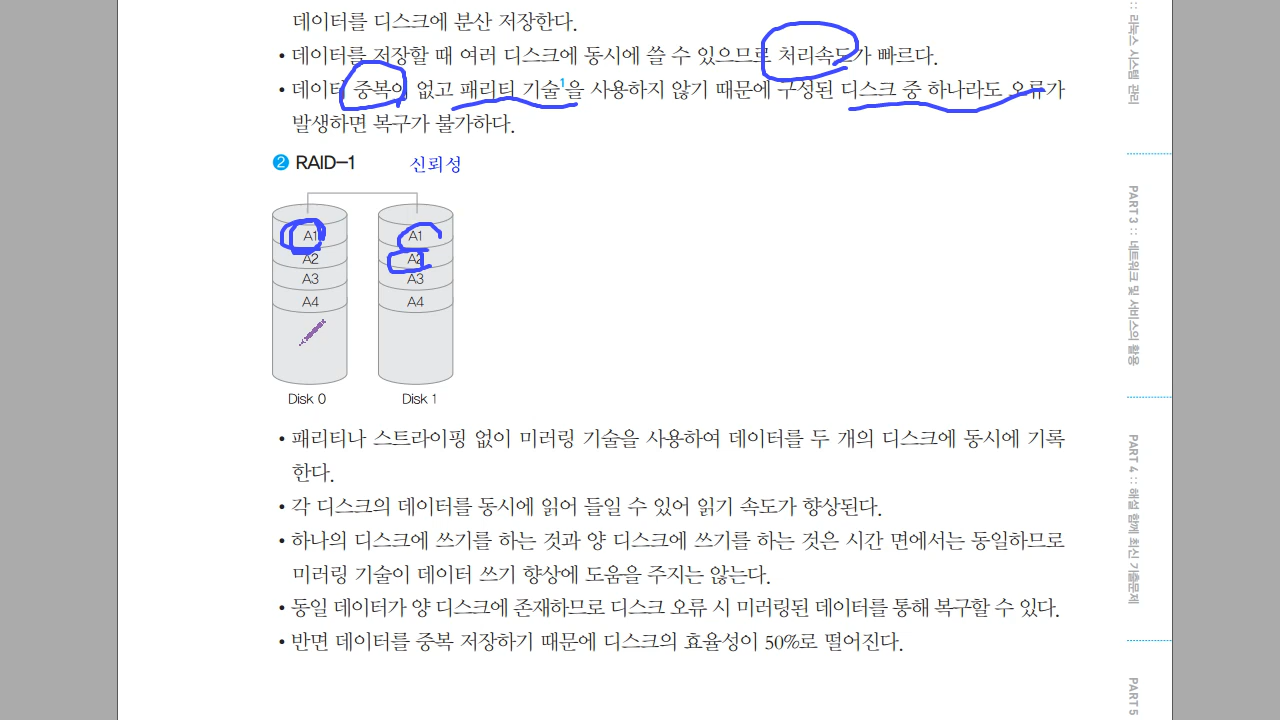 데이터를 디스크에 분산 저장한다.
• 데이터를 저장할 때 여러 디스크에 동시에 쓸 수 있으므로 처리속도가 빠르다.
• 데이터 중복이 없고 패리티 기술1을 사용하지 않기 때문에 구성된 디스크 중 하나라도 오류가
발생하면 복구가 불가하다.
2 RAID-1 신뢰성
A1 A1
A2 A2
A3 A3
A4 A4
Disk 0 Disk 1
• 패리티나 스트라이핑 없이 미러링 기술을 사용하여 데이터를 두 개의 디스크에 동시에 기록
한다.
• 각 디스크의 데이터를 동시에 읽어 들일 수 있어 읽기 속도가 향상된다.
• 하나의 디스크에 쓰기를 하는 것과 양 디스크에 쓰기를 하는 것은 시간 면에서는 동일하므로
미러링 기술이 데이터 쓰기 향상에 도움을 주지는 않는다.
• 동일 데이터가 양 디스크에 존재하므로 디스크 오류 시 미러링된 데이터를 통해 복구할 수 있다.
• 반면 데이터를 중복 저장하기 때문에 디스크의 효율성이 50%로 떨어진다.
:: 리눅스 시스템 관리
PART 3 :: 네트워크 및 서비스의 활용
PART 4 :: 해설 함께 최신 기출문제
PART 5